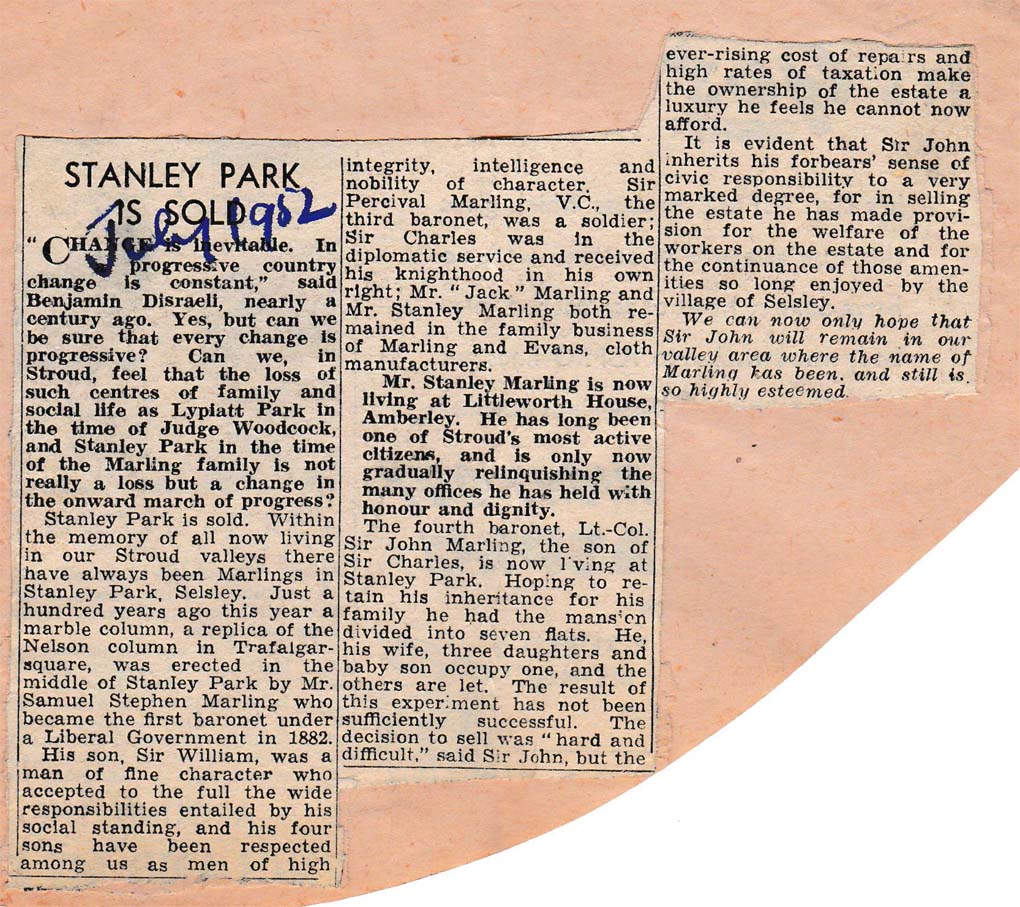 STANLEY PARK
IS SOLD
July 1952
"CHANGE is inevitable. In
progressive country
change is constant," said
Benjamin Disraeli, nearly a
century ago. Yes, but can we
be sure that every change is
progressive? Can we, in
Stroud, feel that the loss of
such centres of family and
social life as Lypiatt Park in
the time of Judge Woodcock,
and Stanley Park in the time
of the Marling family is not
really a loss but a change in
the onward march of progress?
Stanley Park is sold. Within
the memory of all now living
in our Stroud valleys there
have always been Marlings in
Stanley Park, Selsley. Just a
hundred years ago this year a
marble column, a replica of the
Nelson column in Trafalgar-
square, was erected in the
middle of Stanley Park by Mr.
Samuel Stephen Marling who
became the first baronet under
a Liberal Government in 1882.
His son, Sir William, was a
man of fine character who
accepted to the full the wide
responsibilities entailed by his
social standing, and his four
sons have been respected
among us as men of high
integrity, intelligence and
nobility of character. Sir
Percival Marling, V.C., the
third baronet, was a soldier;
Sir Charles was in the
diplomatic service and received
his knighthood in his own
right; Mr. "Jack" Marling and
Mr. Stanley Marling both re-
mained in the family business
of Marling and Evans, cloth
manufacturers.
Mr. Stanley Marling is now
living at Littleworth House,
Amberley. He has long been
one of Stroud's most active
citizens, and is only now
gradually relinquishing the
many offices he has held with
honour and dignity.
The fourth baronet, Lt.-Col.
Sir John Marling, the son of
Sir Charles, is now living at
Stanley Park. Hoping to re-
tain his inheritance for his
family he had the mansion
divided into seven flats. He,
his wife, three daughters and
baby son occupy one, and the
others are let. The result of
this experiment has not been
sufficiently successful. The
decision to sell was "hard and
difficult," said Sir John, but the
ever-rising cost of repairs and
high rates of taxation make
the ownership of the estate a
luxury he feels he cannot now
afford.
It is evident that Sir John
inherits his forbears' sense of
civic responsibility to a very
marked degree, for in selling
the estate he has made provi-
sion for the welfare of the
workers on the estate and for
the continuance of those amen-
ities so long enjoyed by the
village of Selsley.
We can now only hope that
Sir John will remain in our
valley area where the name of
Marling has been, and still is,
so highly esteemed.